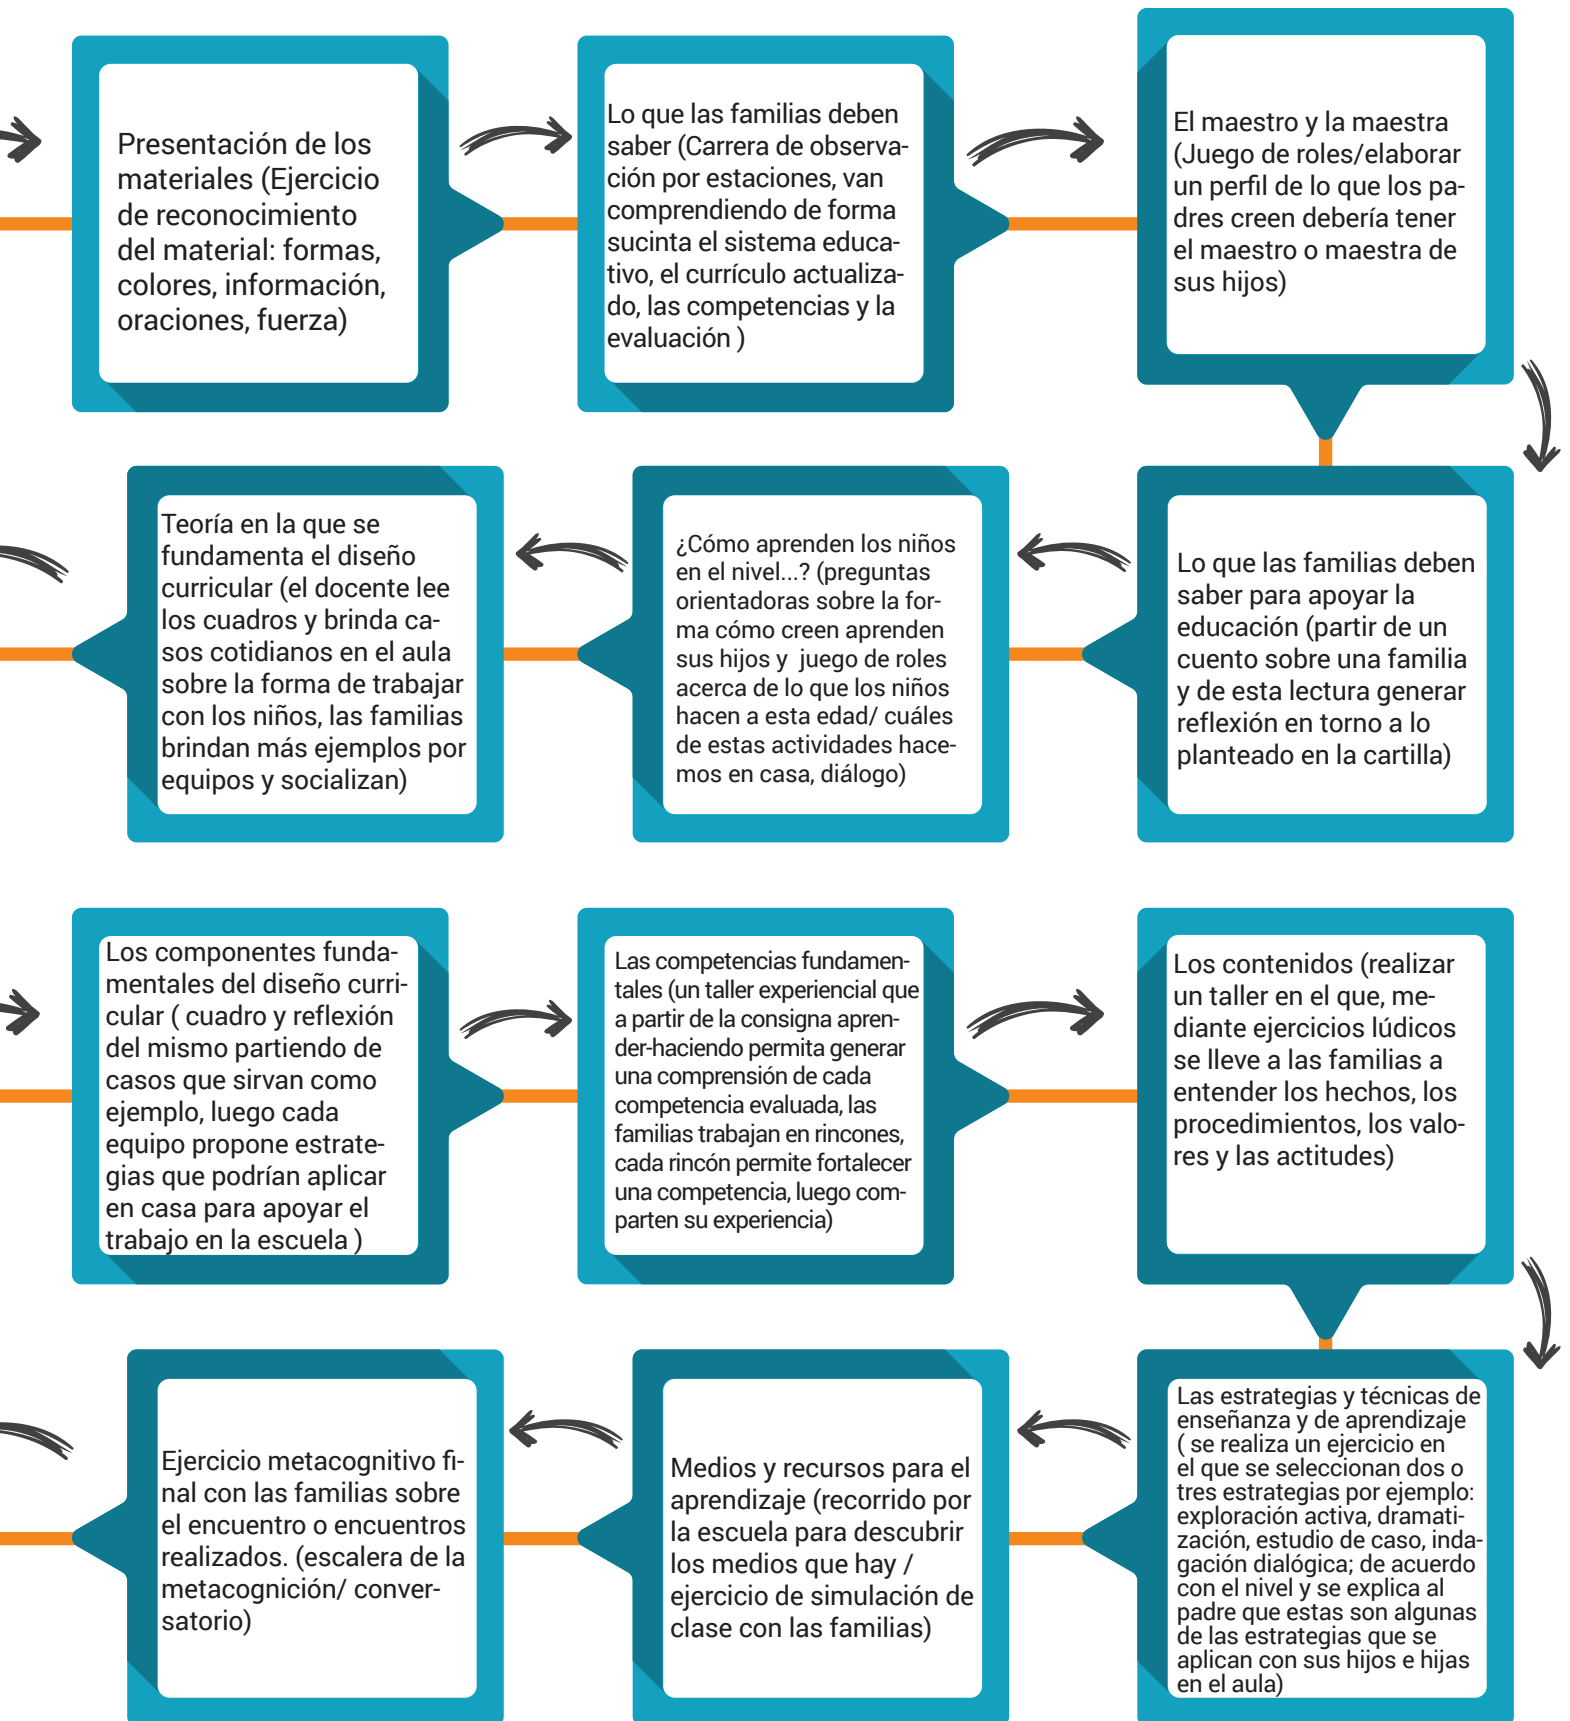 Presentación de los
materiales (Ejercicio
de reconocimiento
del material: formas,
colores, información,
oraciones, fuerza)
Lo que las familias deben
saber (Carrera de observa-
ción por estaciones, van
comprendiendo de forma
sucinta el sistema educa-
tivo, el currículo actualiza-
do, las competencias y la
evaluación )
El maestro y la maestra
(Juego de roles/elaborar
un perfil de lo que los pa-
dres creen debería tener
el maestro o maestra de
sus hijos)
Lo que las familias deben
saber para apoyar la
educación (partir de un
cuento sobre una familia
y de esta lectura generar
reflexión en torno a lo
planteado en la cartilla)
¿Cómo aprenden los niños
en el nivel...? (preguntas
orientadoras sobre la for-
ma cómo creen aprenden
sus hijos y  juego de roles
acerca de lo que los niños
hacen a esta edad/ cuáles
de estas actividades hace-
mos en casa, diálogo)
Teoría en la que se
fundamenta el diseño
curricular (el docente lee
los cuadros y brinda ca-
sos cotidianos en el aula
sobre la forma de trabajar
con los niños, las familias
brindan más ejemplos por
equipos y socializan)
Los componentes funda-
mentales del diseño curri-
cular ( cuadro y reflexión
del mismo partiendo de
casos que sirvan como
ejemplo, luego cada
equipo propone estrate-
gias que podrían aplicar
en casa para apoyar el
trabajo en la escuela )
Las competencias fundamen-
tales (un taller experiencial que
a partir de la consigna apren-
der-haciendo permita generar
una comprensión de cada
competencia evaluada, las
familias trabajan en rincones,
cada rincón permite fortalecer
una competencia, luego com-
parten su experiencia)
Los contenidos (realizar
un taller en el que, me-
diante ejercicios lúdicos
se lleve a las familias a
entender los hechos, los
procedimientos, los valo-
res y las actitudes)
Las estrategias y técnicas de
enseñanza y de aprendizaje
( se realiza un ejercicio en
el que se seleccionan dos o
tres estrategias por ejemplo:
exploración activa, dramati-
zación, estudio de caso, inda-
gación dialógica; de acuerdo
con el nivel y se explica al
padre que estas son algunas
de las estrategias que se
aplican con sus hijos e hijas
en el aula)
Medios y recursos para el
aprendizaje (recorrido por
la escuela para descubrir
los medios que hay /
ejercicio de simulación de
clase con las familias)
Ejercicio metacognitivo fi-
nal con las familias sobre
el encuentro o encuentros
realizados. (escalera de la
metacognición/ conver-
satorio)